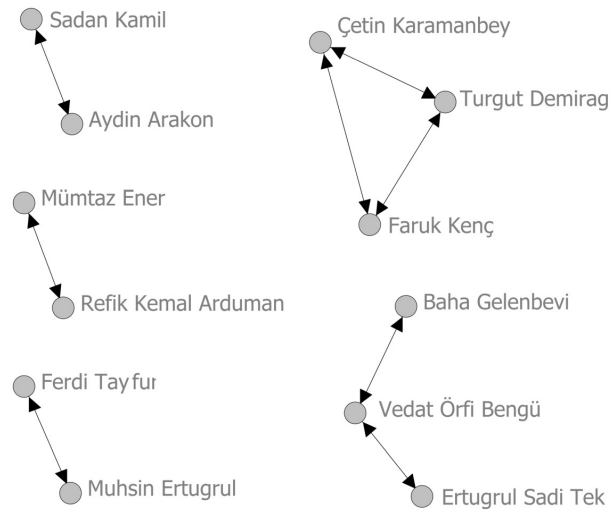 Sadan Kamil
Aydin Arakon
Mümtaz Ener
Refik Kemal Arduman
Ferdi Tayfur
Muhsin Ertugrul
Çetin Karamanbey
Turgut Demirag
Faruk Kenç
Baha Gelenbevi
Vedat Örfi Bengü
Ertugrul Sadi Tek